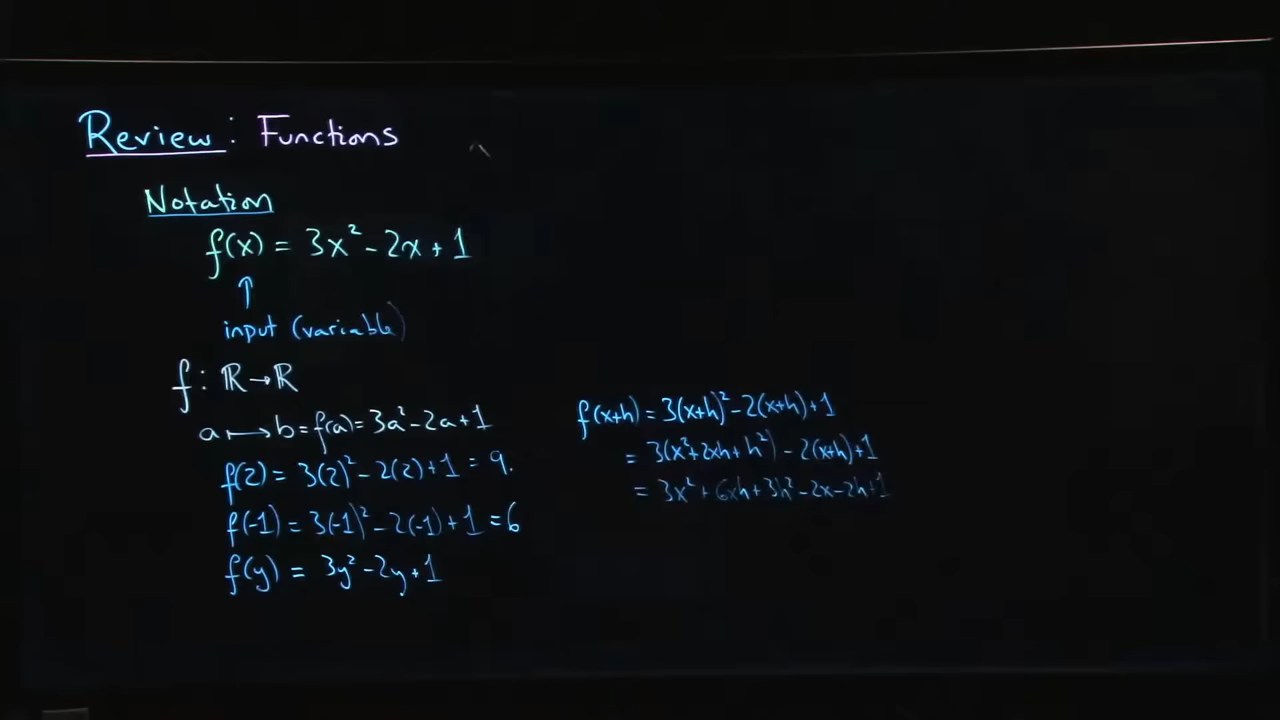 Review: Functions
Notation
f(x) = 3x² - 2x + 1
↑
input (variable)
f: ℝ→ℝ
a ⟼ b = f(a) = 3a² - 2a + 1
f(2) = 3(2)² - 2(2) + 1 = 9.
f(-1) = 3(-1)² - 2(-1) + 1 = 6
f(y) = 3y² - 2y + 1
f(x+h) = 3(x+h)² - 2(x+h) + 1
= 3(x² + 2xh + h²) - 2(x+h) + 1
= 3x² + 6xh + 3h² - 2x - 2h + 1